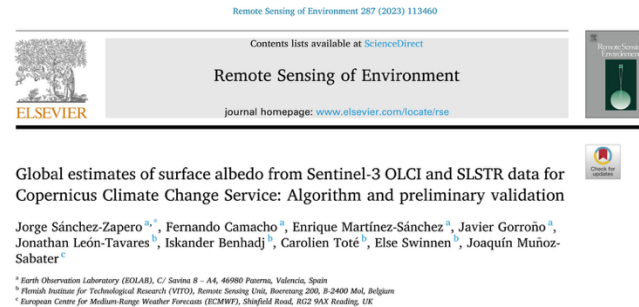 Remote Sensing of Environment 287 (2023) 113460
Contents lists available at ScienceDirect
Remote Sensing of Environment
journal homepage: www.elsevier.com/locate/rse
ELSEVIER
Remote Sensing
Environment
Check for
updates
Global estimates of surface albedo from Sentinel-3 OLCI and SLSTR data for
Copernicus Climate Change Service: Algorithm and preliminary validation
Jorge Sánchez-Zapero a,*, Fernando Camacho a, Enrique Martínez-Sánchez a, Javier Gorroño a,
Jonathan León-Tavares b, Iskander Benhadj b, Carolien Toté b, Else Swinnen b, Joaquín Muñoz-
Sabater c
a Earth Observation Laboratory (EOLAB), C/ Savina 8 – A4, 46980 Paterna, Valencia, Spain
b Flemish Institute for Technological Research (VITO), Remote Sensing Unit, Boeretang 200, B-2400 Mol, Belgium
c European Centre for Medium-Range Weather Forecasts (ECMWF), Shinfield Road, RG2 9AX Reading, UK